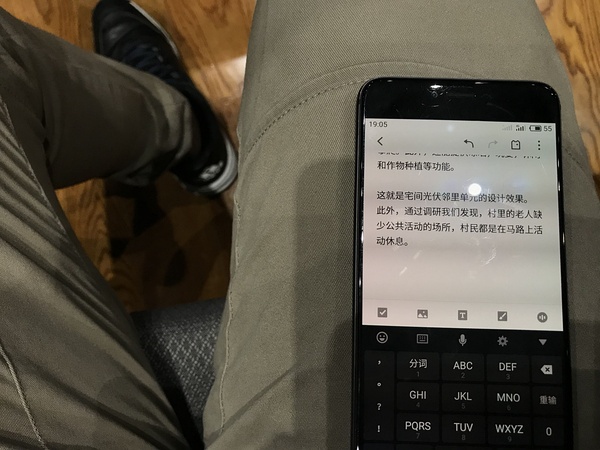 19:05
55
和作物种植等功能。
这就是宅间光伏邻里单元的设计效果。
此外，通过调研我们发现，村里的老人缺
少公共活动的场所，村民都是在马路上活
动休息。
，
分词
ABC
DEF
。
GHI
JKL
MNO
重输
?
!
PQRS
TUV
WXYZ
0